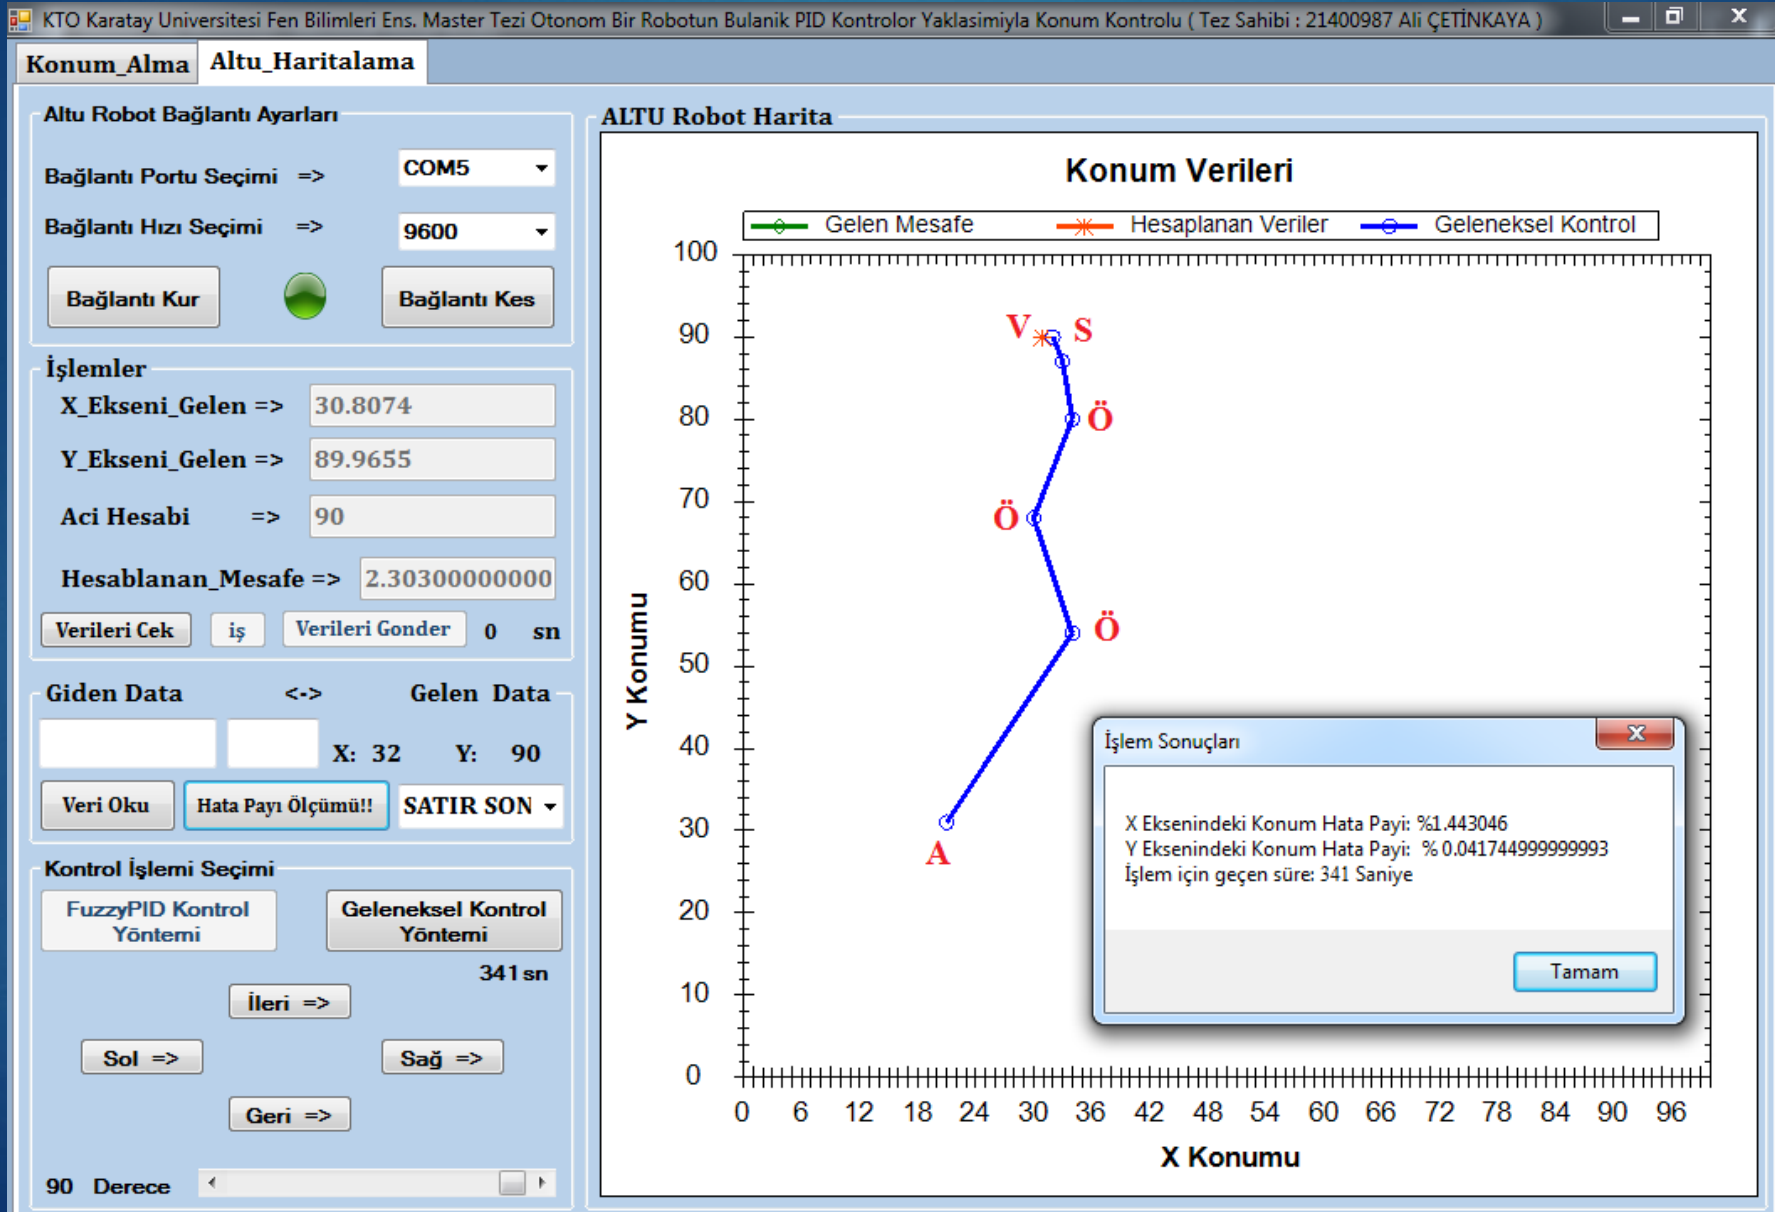 KTO Karatay Universitesi Fen Bilimleri Ens. Master Tezi Otonom Bir Robotun Bulanik PID Kontrolor Yaklasimiyla Konum Kontrolu ( Tez Sahibi : 21400987 Ali ÇETİNKAYA )
Konum_Alma Altu_Haritalama
Altu Robot Bağlantı Ayarları
Bağlantı Portu Seçimi => COM5
Bağlantı Hızı Seçimi => 9600
Bağlantı Kur Bağlantı Kes
İşlemler
X_Ekseni_Gelen => 30.8074
Y_Ekseni_Gelen => 89.9655
Aci Hesabi => 90
Hesablanan_Mesafe => 2.30300000000
Verileri Cek iş Verileri Gonder 0 sn
Giden Data <-> Gelen Data
X: 32 Y: 90
Veri Oku Hata Payı Ölçümü!! SATIR SON
Kontrol İşlemi Seçimi
FuzzyPID Kontrol Yöntemi
Geleneksel Kontrol Yöntemi
341 sn
İleri =>
Sol => Sağ =>
Geri =>
90 Derece
ALTU Robot Harita
Konum Verileri
Gelen Mesafe Hesaplanan Veriler Geleneksel Kontrol
100
90
80
70
60
50
40
30
20
10
0
Y Konumu
V S
Ö
Ö
Ö
A
0 6 12 18 24 30 36 42 48 54 60 66 72 78 84 90 96
X Konumu
İşlem Sonuçları
X Eksenindeki Konum Hata Payi: %1.443046
Y Eksenindeki Konum Hata Payi: % 0.041744999999993
İşlem için geçen süre: 341 Saniye
Tamam